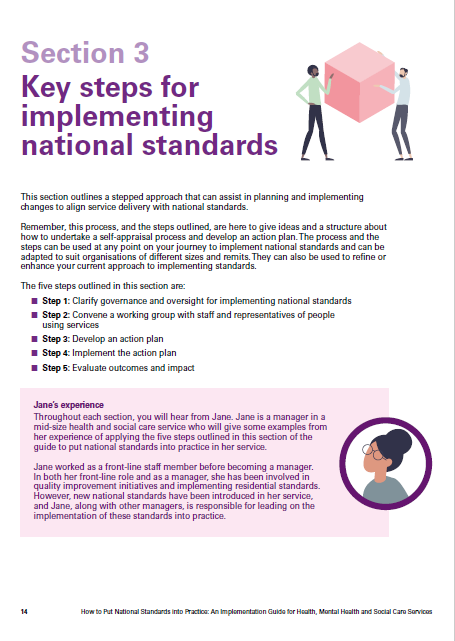 Section 3
Key steps for
implementing
national standards
This section outlines a stepped approach that can assist in planning and implementing
changes to align service delivery with national standards.
Remember, this process, and the steps outlined, are here to give ideas and a structure about
how to undertake a self-appraisal process and develop an action plan. The process and the
steps can be used at any point on your journey to implement national standards and can be
adapted to suit organisations of different sizes and remits. They can also be used to refine or
enhance your current approach to implementing standards.
The five steps outlined in this section are:
■ Step 1: Clarify governance and oversight for implementing national standards
■ Step 2: Convene a working group with staff and representatives of people
using services
■ Step 3: Develop an action plan
■ Step 4: Implement the action plan
■ Step 5: Evaluate outcomes and impact
Jane's experience
Throughout each section, you will hear from Jane. Jane is a manager in a
mid-size health and social care service who will give some examples from
her experience of applying the five steps outlined in this section of the
guide to put national standards into practice in her service.
Jane worked as a front-line staff member before becoming a manager.
In both her front-line role and as a manager, she has been involved in
quality improvement initiatives and implementing residential standards.
However, new national standards have been introduced in her service,
and Jane, along with other managers, is responsible for leading on the
implementation of these standards into practice.
14 How to Put National Standards into Practice: An Implementation Guide for Health, Mental Health and Social Care Services